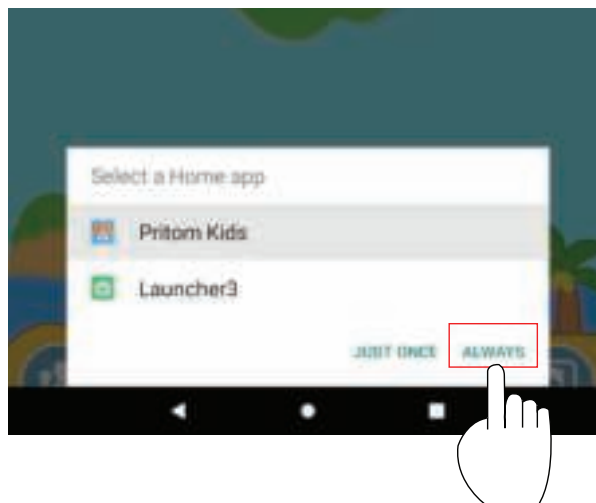 Select a Home app
Pritom Kids
Launcher3
JUST ONCE ALWAYS